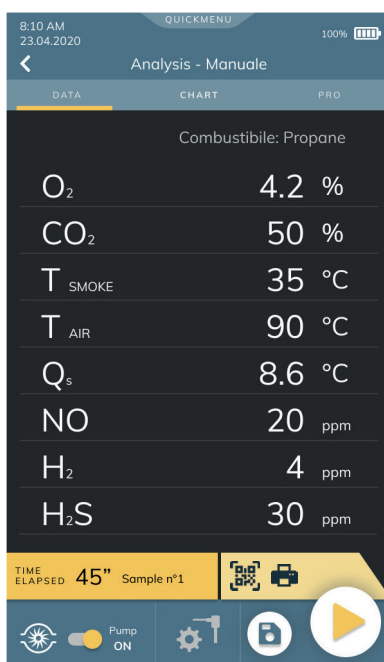 QUICKMENU
8:10 AM
23.04.2020
100%
Analysis - Manuale
DATA CHART PRO
Combustibile: Propane
O₂ 4.2 %
CO₂ 50 %
T SMOKE 35 °C
T AIR 90 °C
Qs 8.6 °C
NO 20 ppm
H₂ 4 ppm
H₂S 30 ppm
TIME
ELAPSED 45” Sample n°1
Pump
ON